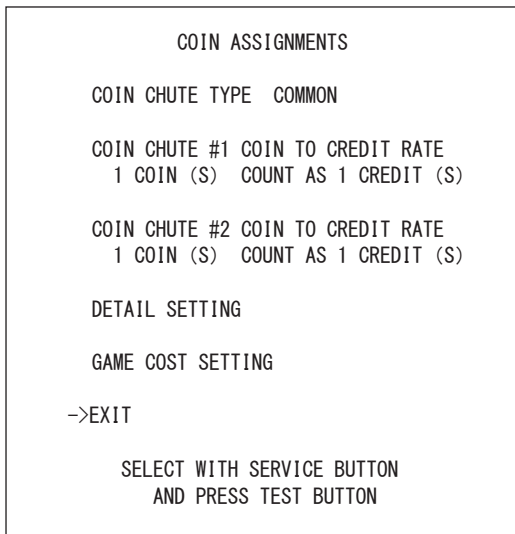 COIN ASSIGNMENTS
COIN CHUTE TYPE COMMON
COIN CHUTE #1 COIN TO CREDIT RATE
1 COIN (S) COUNT AS 1 CREDIT (S)
COIN CHUTE #2 COIN TO CREDIT RATE
1 COIN (S) COUNT AS 1 CREDIT (S)
DETAIL SETTING
GAME COST SETTING
->EXIT
SELECT WITH SERVICE BUTTON
AND PRESS TEST BUTTON